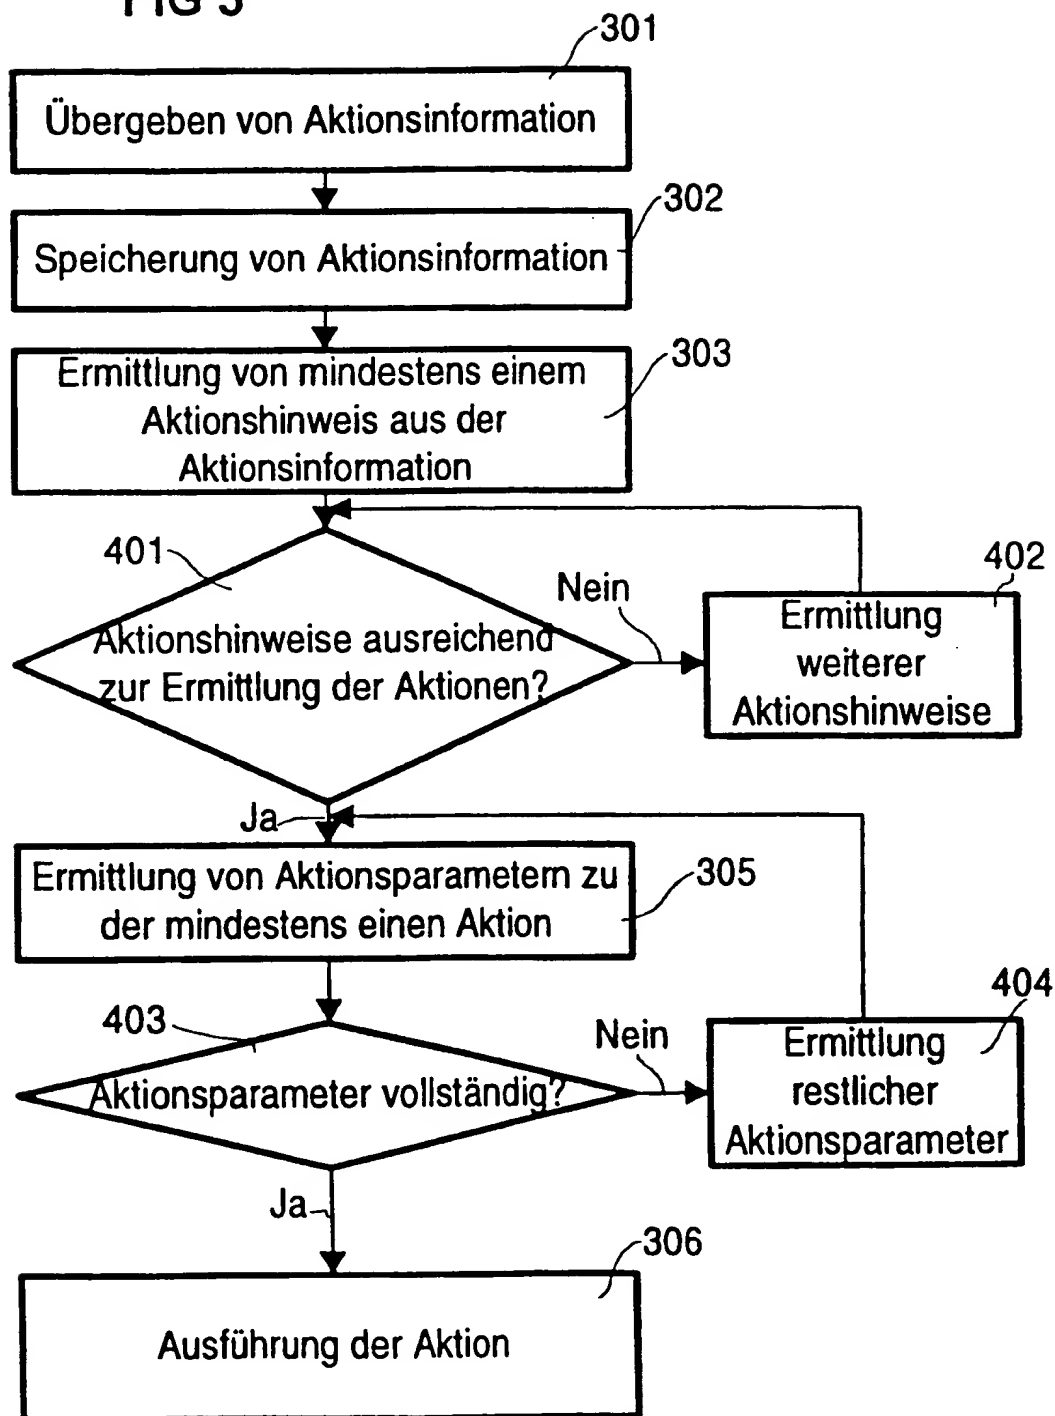 301
Übergeben von Aktionsinformation
302
Speicherung von Aktionsinformation
303
Ermittlung von mindestens einem
Aktionshinweis aus der
Aktionsinformation
401
Aktionshinweise ausreichend
zur Ermittlung der Aktionen?
Nein
402
Ermittlung
weiterer
Aktionshinweise
Ja
Ermittlung von Aktionsparametern zu
der mindestens einen Aktion
305
403
Aktionsparameter vollständig?
Nein
404
Ermittlung
restlicher
Aktionsparameter
Ja
306
Ausführung der Aktion